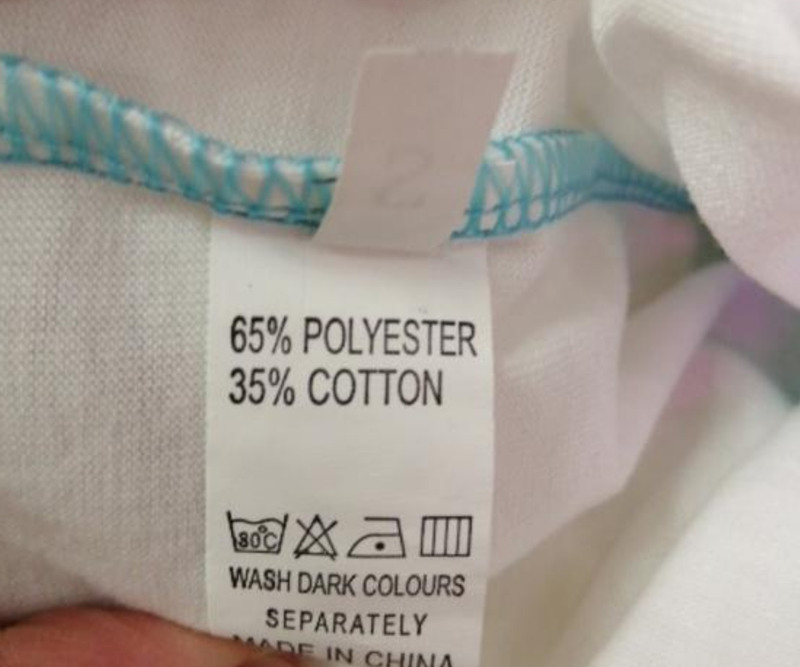 S
65% POLYESTER
35% COTTON
80°C
WASH DARK COLOURS
SEPARATELY
MADE IN CHINA